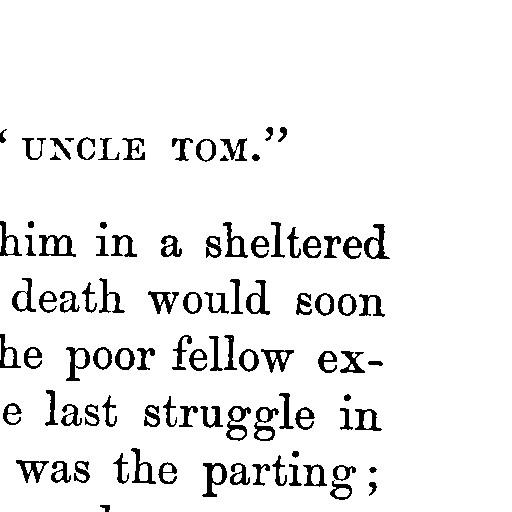 ‘ UNCLE TOM.”
him in a sheltered
death would soon
he poor fellow ex-
e last struggle in
was the parting;